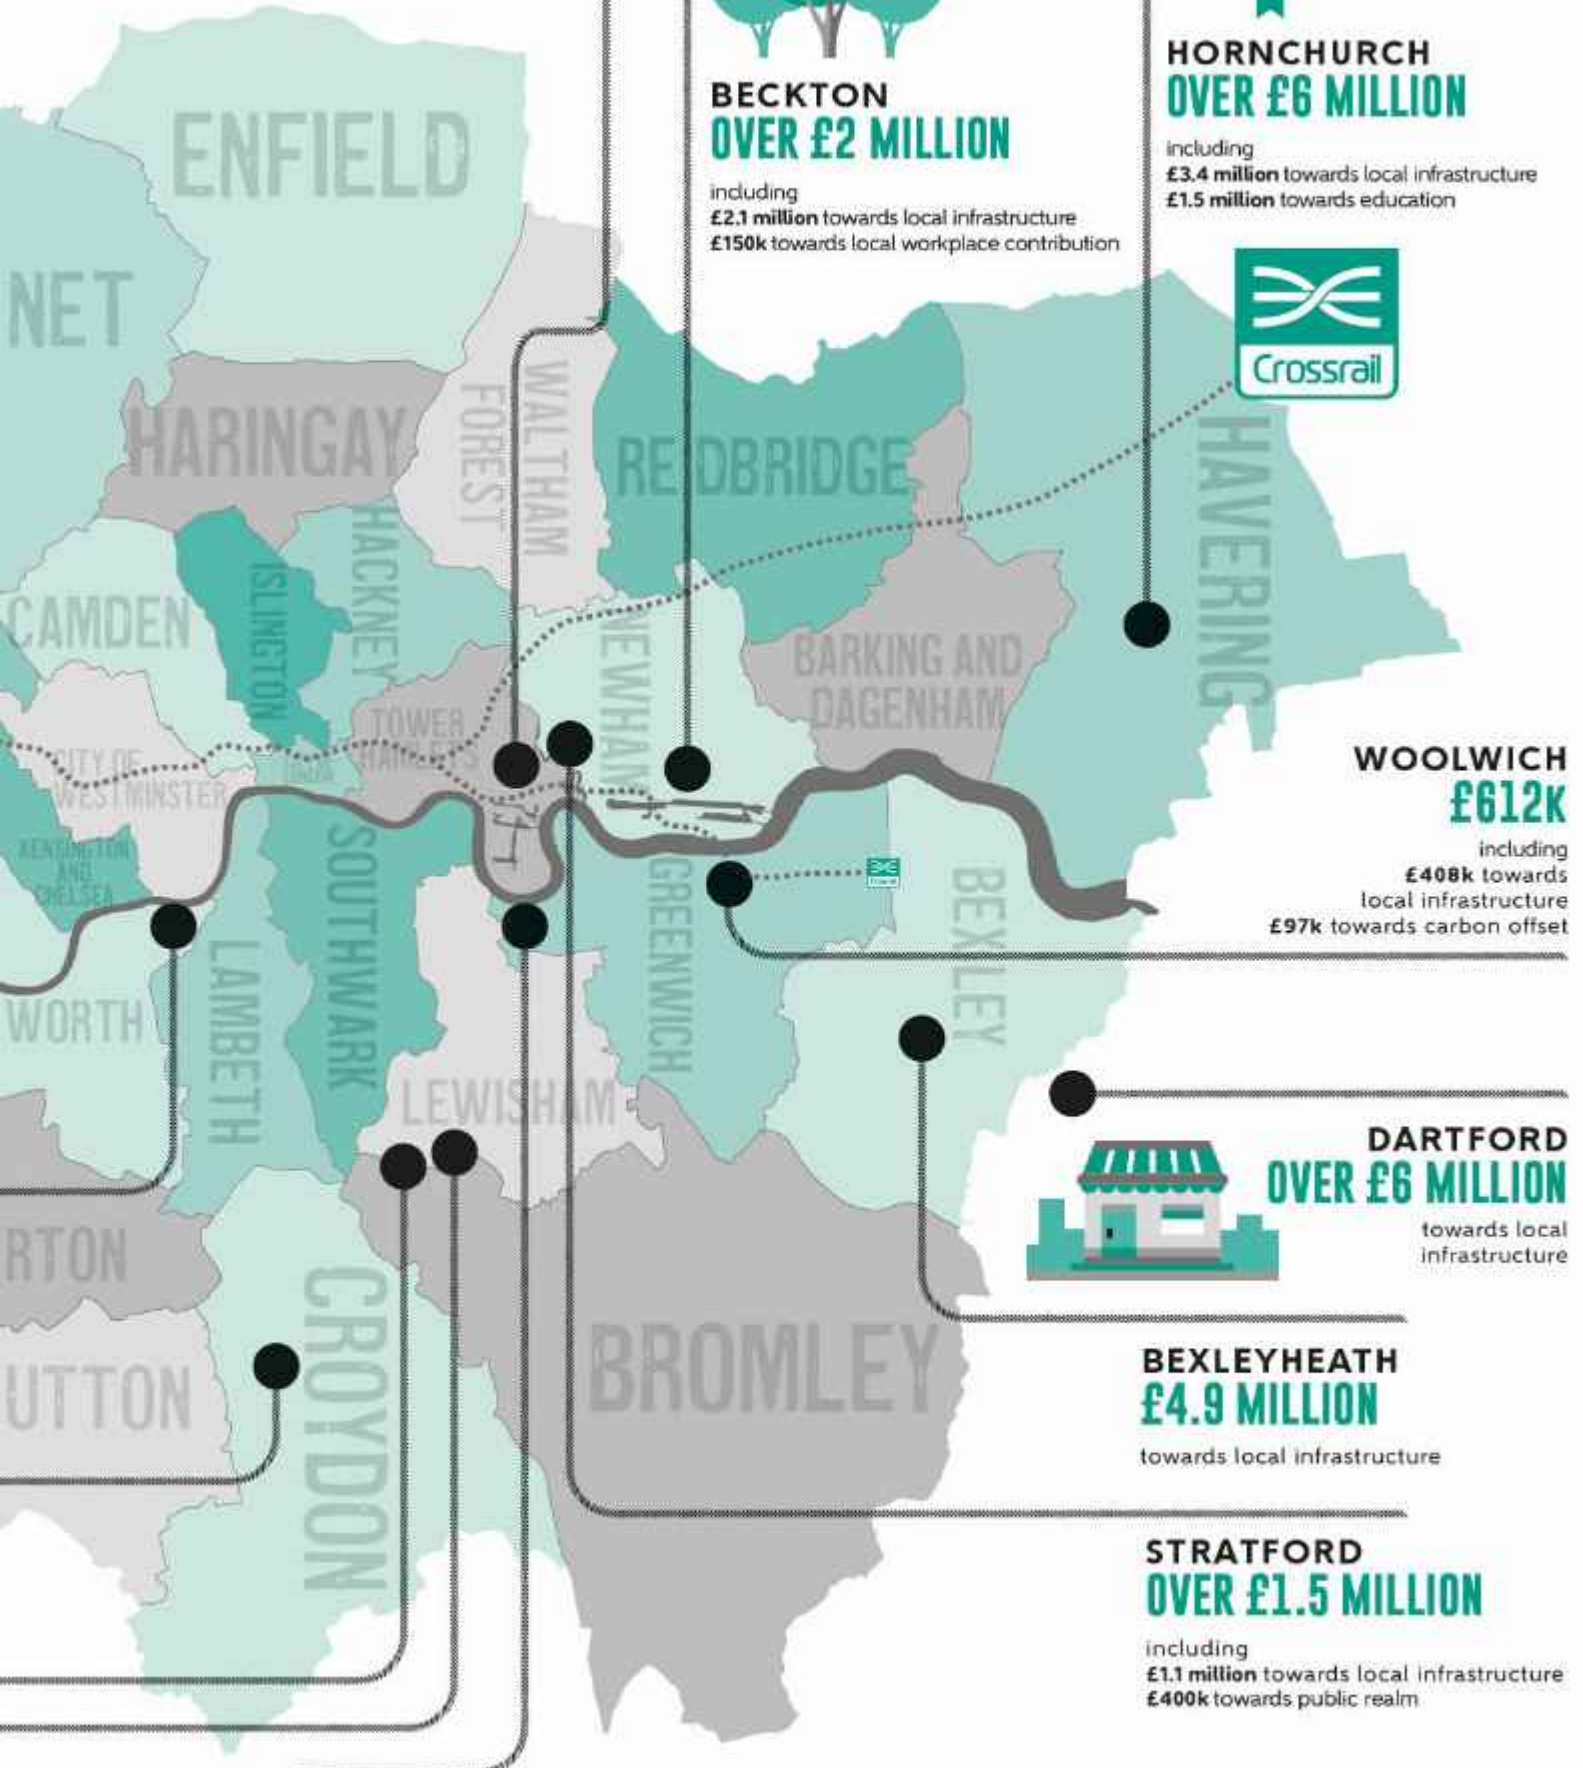 BECKTON
OVER £2 MILLION
including
£2.1 million towards local infrastructure
£150k towards local workplace contribution
HORNCHURCH
OVER £6 MILLION
including
£3.4 million towards local infrastructure
£1.5 million towards education
Crossrail
ENFIELD
NET
HARINGAY
WALTHAM
FOREST
REIDBRIDGE
HAVERING
CAMDEN
ISLINGTON
HACKNEY
NEWHAM
BARKING AND
DAGENHAM
TOWER
HAMLETS
CITY OF
WESTMINSTER
KENSINGTON
AND
CHELSEA
SOUTHWARK
GREENWICH
BEXLEY
LAMBETH
WORTH
LEWISHAM
RTON
UTTON
CROYDON
BROMLEY
WOOLWICH
£612K
including
£408k towards
local infrastructure
£97k towards carbon offset
DARTFORD
OVER £6 MILLION
towards local
infrastructure
BEXLEYHEATH
£4.9 MILLION
towards local infrastructure
STRATFORD
OVER £1.5 MILLION
including
£1.1 million towards local infrastructure
£400k towards public realm